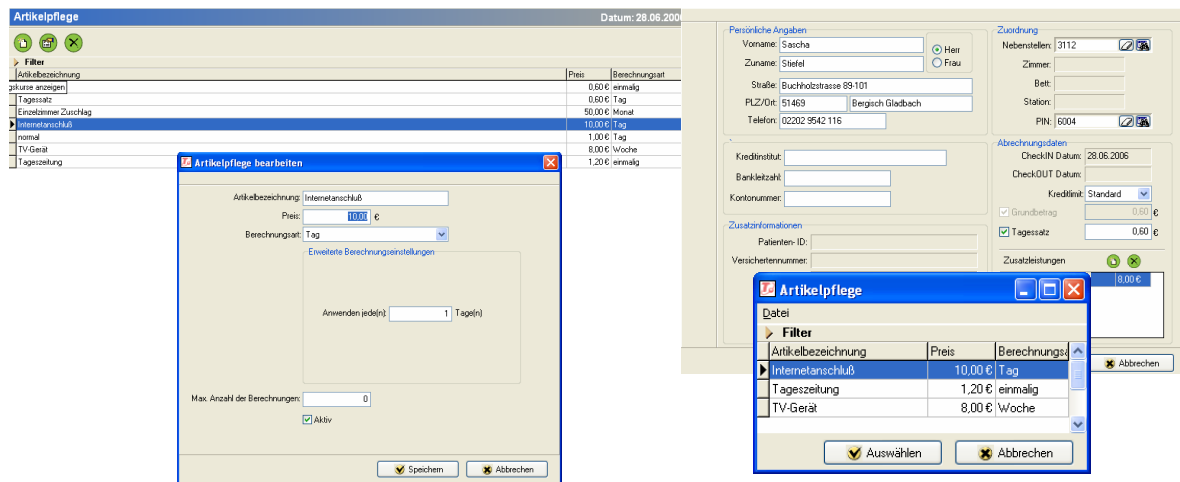 Artikelpflege Datum: 28.06.2006
Filter
Artikelbezeichnung Preis Berechnungsart
gskurse anzeigen 0,60 € einmalig
Tagessatz 0,60 € Tag
Einzelzimmer Zuschlag 50,00 € Monat
Internetanschluß 10,00 € Tag
normal 1,00 € Tag
TV-Gerät 8,00 € Woche
Tageszeitung 1,20 € einmalig
Artikelpflege bearbeiten
Artikelbezeichnung: Internetanschluß
Preis: 10,00 €
Berechnungsart: Tag
Erweiterte Berechnungseinstellungen
Anwenden jede(n): 1 Tage(n)
Max. Anzahl der Berechnungen: 0
Aktiv
Speichern Abbrechen
Persönliche Angaben
Vorname: Sascha
Herr
Zuname: Stiefel
Frau
Straße: Buchholzstrasse 89-101
PLZ/Ort: 51469 Bergisch Gladbach
Telefon: 02202 9542 116
Kreditinstitut:
Bankleitzahl:
Kontonummer:
Zusatzinformationen
Patienten- ID:
Versichertennummer:
Zuordnung
Nebenstellen: 3112
Zimmer:
Bett:
Station:
PIN: 6004
Abrechnungsdaten
CheckIN Datum: 28.06.2006
CheckOUT Datum:
Kreditlimit: Standard
Grundbetrag 0,60 €
Tagessatz 0,60 €
Zusatzleistungen
8,00 €
Abbrechen
Artikelpflege
Datei
Filter
Artikelbezeichnung Preis Berechnungsa
Internetanschluß 10,00 € Tag
Tageszeitung 1,20 € einmalig
TV-Gerät 8,00 € Woche
Auswählen Abbrechen